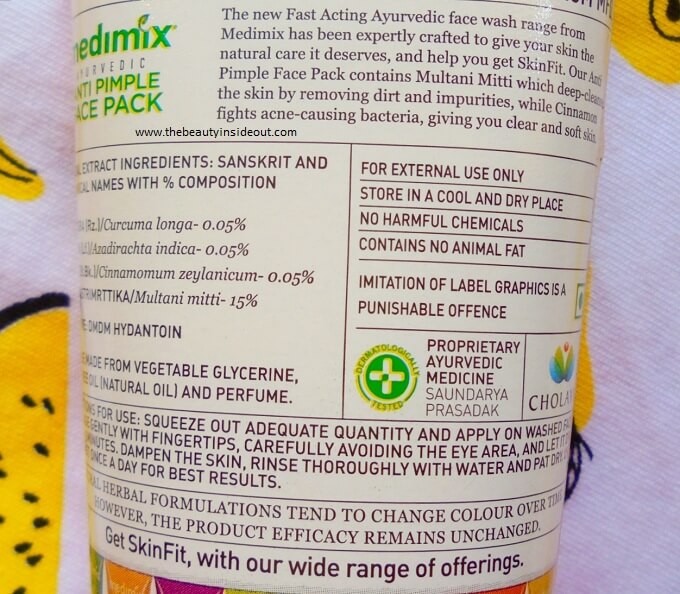 medimix
AYURVEDIC
ANTI PIMPLE
FACE PACK
The new Fast Acting Ayurvedic face wash range from
Medimix has been expertly crafted to give your skin the
natural care it deserves, and help you get SkinFit. Our Anti
Pimple Face Pack contains Multani Mitti which deep-cleans
the skin by removing dirt and impurities, while Cinnamon
fights acne-causing bacteria, giving you clear and soft skin.
www.thebeautyinsideout.com
EXTRACT INGREDIENTS: SANSKRIT AND
NAMES WITH % COMPOSITION
(Rz.)/Curcuma longa- 0.05%
/Azadirachta indica- 0.05%
(Bk.)/Cinnamomum zeylanicum- 0.05%
/Multani mitti- 15%
DMDM HYDANTOIN
MADE FROM VEGETABLE GLYCERINE,
OIL (NATURAL OIL) AND PERFUME.
FOR EXTERNAL USE ONLY
STORE IN A COOL AND DRY PLACE
NO HARMFUL CHEMICALS
CONTAINS NO ANIMAL FAT
IMITATION OF LABEL GRAPHICS IS A
PUNISHABLE OFFENCE
DERMATOLOGICALLY
TESTED
PROPRIETARY
AYURVEDIC
MEDICINE
SAUNDARYA
PRASADAK
CHOLAY
FOR USE: SQUEEZE OUT ADEQUATE QUANTITY AND APPLY ON WASHED
GENTLY WITH FINGERTIPS, CAREFULLY AVOIDING THE EYE AREA, AND LET IT
MINUTES. DAMPEN THE SKIN, RINSE THOROUGHLY WITH WATER AND PAT DRY.
ONCE A DAY FOR BEST RESULTS.
HERBAL FORMULATIONS TEND TO CHANGE COLOUR OVER TIME
HOWEVER, THE PRODUCT EFFICACY REMAINS UNCHANGED.
Get SkinFit, with our wide range of offerings.